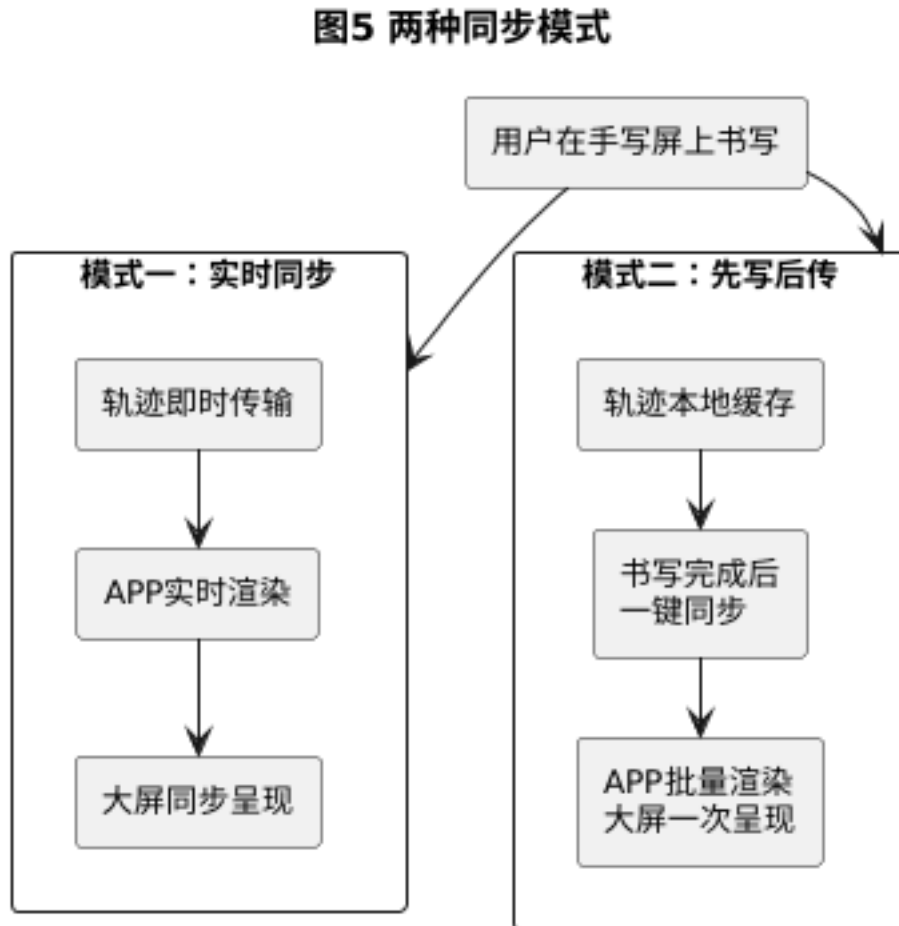 图5 两种同步模式
用户在手写屏上书写
模式一：实时同步
轨迹即时传输
APP实时渲染
大屏同步呈现
模式二：先写后传
轨迹本地缓存
书写完成后
一键同步
APP批量渲染
大屏一次呈现